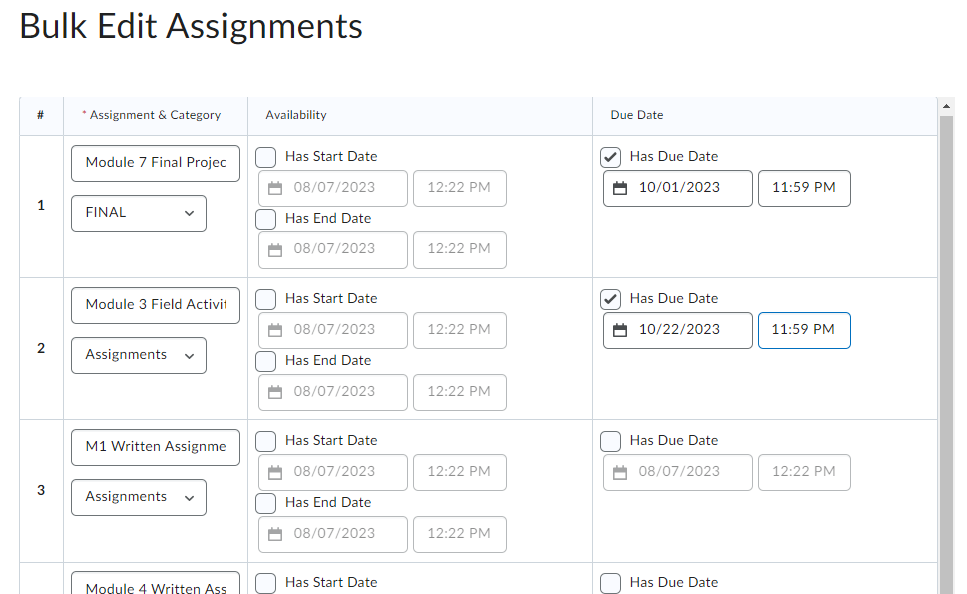 Bulk Edit Assignments
# * Assignment & Category Availability Due Date
1
Module 7 Final Projec
FINAL
Has Start Date
08/07/2023 12:22 PM
Has End Date
08/07/2023 12:22 PM
Has Due Date
10/01/2023 11:59 PM
2
Module 3 Field Activit
Assignments
Has Start Date
08/07/2023 12:22 PM
Has End Date
08/07/2023 12:22 PM
Has Due Date
10/22/2023 11:59 PM
3
M1 Written Assignme
Assignments
Has Start Date
08/07/2023 12:22 PM
Has End Date
08/07/2023 12:22 PM
Has Due Date
08/07/2023 12:22 PM
Module 4 Written Ass
Has Start Date
Has Due Date